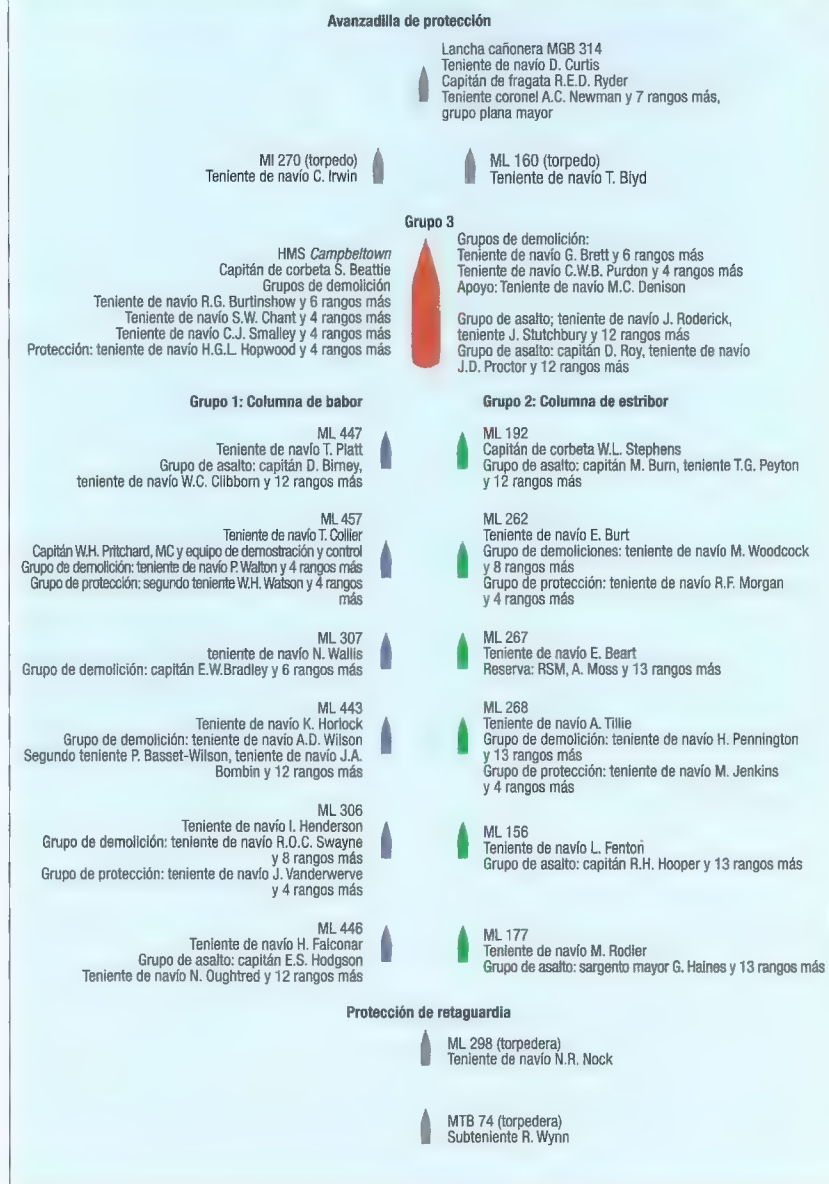 Avanzadilla de protección
Lancha cañonera MGB 314
Teniente de navío D. Curtis
Capitán de fragata R.E.D. Ryder
Teniente coronel A.C. Newman y 7 rangos más,
grupo plana mayor
MI 270 (torpedo)
Teniente de navío C. Irwin
ML 160 (torpedo)
Teniente de navío T. Blyd
Grupo 3
HMS Campbeltown
Capitán de corbeta S. Beattie
Grupos de demolición
Teniente de navío R.G. Burtinshow y 6 rangos más
Teniente de navío S.W. Chant y 4 rangos más
Teniente de navío C.J. Smalley y 4 rangos más
Protección: teniente de navío H.G.L. Hopwood y 4 rangos más
Grupos de demolición:
Teniente de navío G. Brett y 6 rangos más
Teniente de navío C.W.B. Purdon y 4 rangos más
Apoyo: Teniente de navío M.C. Denison
Grupo de asalto; teniente de navío J. Roderick,
teniente J. Stutchbury y 12 rangos más
Grupo de asalto: capitán D. Roy, teniente de navío
J.D. Proctor y 12 rangos más
Grupo 1: Columna de babor
ML 447
Teniente de navío T. Platt
Grupo de asalto: capitán D. Birney,
teniente de navío W.C. Clibborn y 12 rangos más
ML 457
Teniente de navío T. Collier
Capitán W.H. Pritchard, MC y equipo de demostración y control
Grupo de demolición: teniente de navío P. Walton y 4 rangos más
Grupo de protección: segundo teniente W.H. Watson y 4 rangos
más
ML 307
teniente de navío N. Wallis
Grupo de demolición: capitán E.W.Bradley y 6 rangos más
ML 443
Teniente de navío K. Horlock
Grupo de demolición: teniente de navío A.D. Wilson
Segundo teniente P. Basset-Wilson, teniente de navío J.A.
Bombin y 12 rangos más
ML 306
Teniente de navío I. Henderson
Grupo de demolición: teniente de navío R.O.C. Swayne
y 8 rangos más
Grupo de protección: teniente de navío J. Vanderwerve
y 4 rangos más
ML 446
Teniente de navío H. Falconar
Grupo de asalto: capitán E.S. Hodgson
Teniente de navío N. Oughtred y 12 rangos más
Grupo 2: Columna de estribor
ML 192
Capitán de corbeta W.L. Stephens
Grupo de asalto: capitán M. Burn, teniente T.G. Peyton
y 12 rangos más
ML 262
Teniente de navío E. Burt
Grupo de demoliciones: teniente de navío M. Woodcock
y 8 rangos más
Grupo de protección: teniente de navío R.F. Morgan
y 4 rangos más
ML 267
Teniente de navío E. Beart
Reserva: RSM, A. Moss y 13 rangos más
ML 268
Teniente de navío A. Tillie
Grupo de demolición: teniente de navío H. Pennington
y 13 rangos más
Grupo de protección: teniente de navío M. Jenkins
y 4 rangos más
ML 156
Teniente de navío L. Fenton
Grupo de asalto: capitán R.H. Hooper y 13 rangos más
ML 177
Teniente de navío M. Rodier
Grupo de asalto: sargento mayor G. Haines y 13 rangos más
Protección de retaguardia
ML 298 (torpedera)
Teniente de navío N.R. Nock
MTB 74 (torpedera)
Subteniente R. Wynn